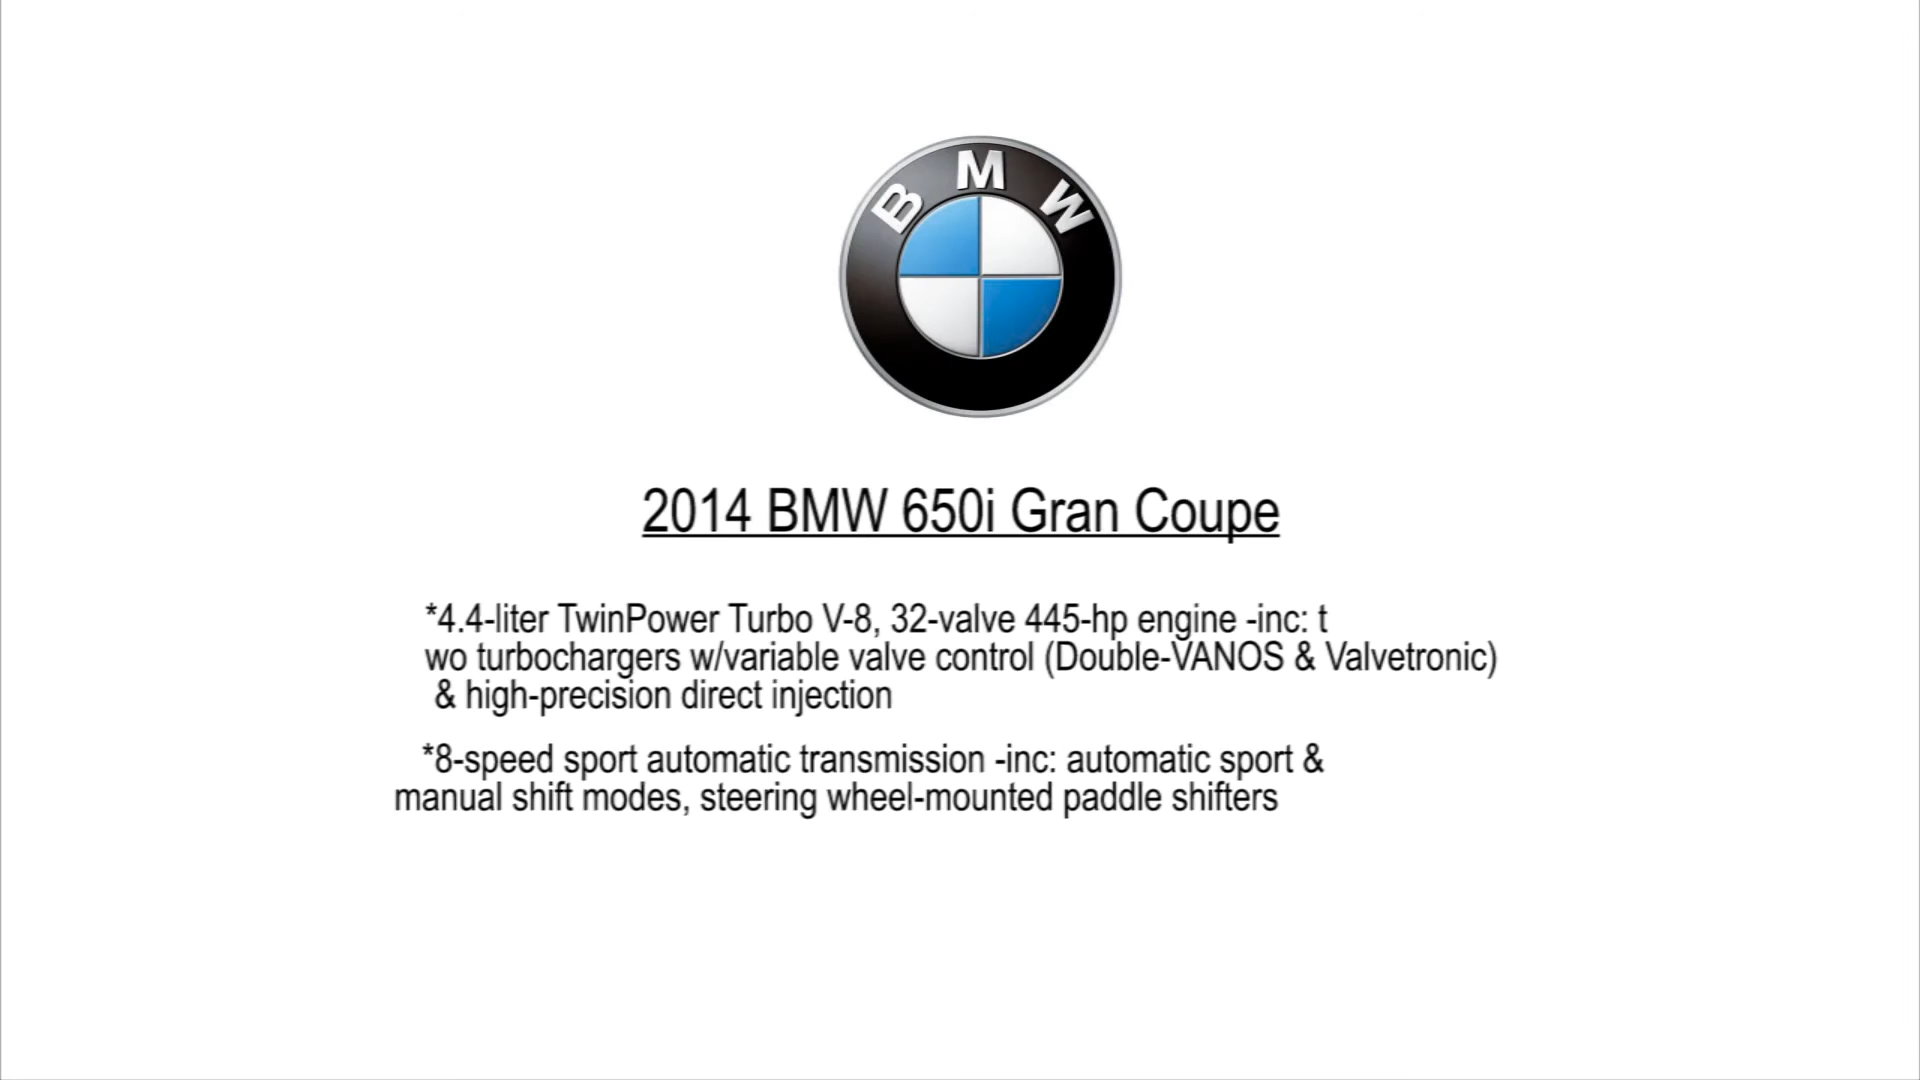 BMW
2014 BMW 650i Gran Coupe
*4.4-liter TwinPower Turbo V-8, 32-valve 445-hp engine -inc: t
wo turbochargers w/variable valve control (Double-VANOS & Valvetronic)
& high-precision direct injection
*8-speed sport automatic transmission -inc: automatic sport &
manual shift modes, steering wheel-mounted paddle shifters